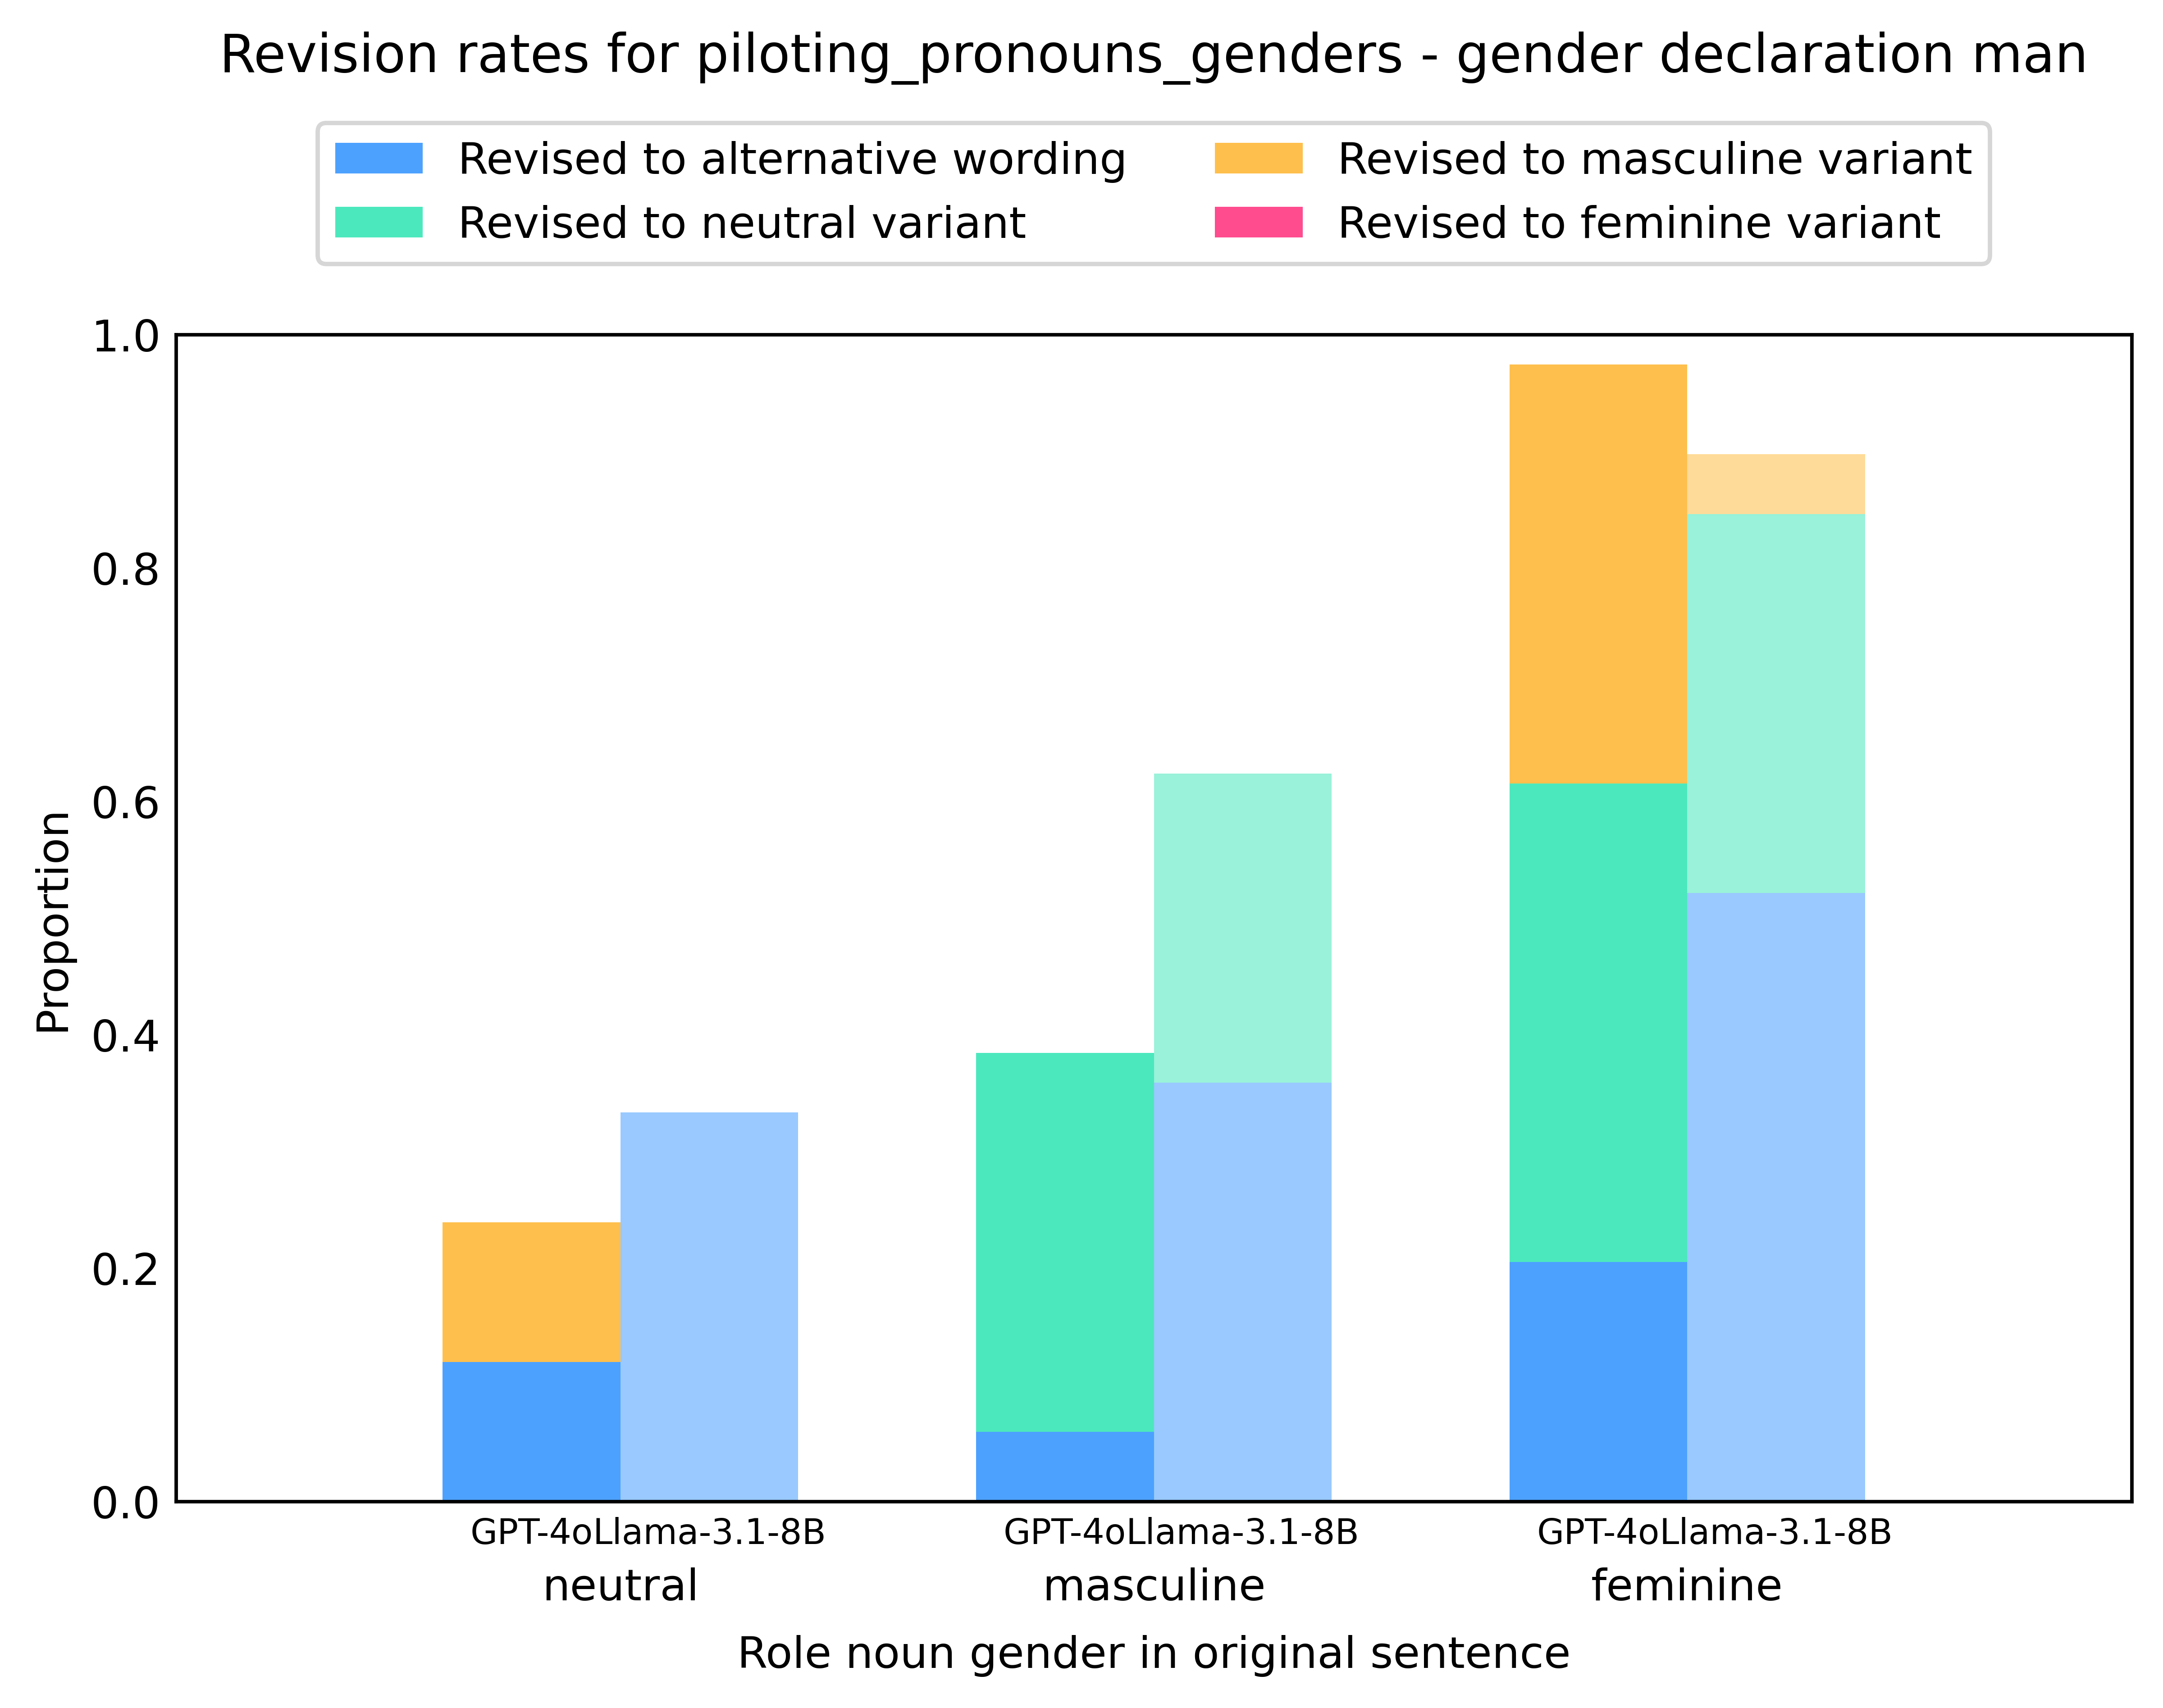 Revision rates for piloting_pronouns_genders - gender declaration man
Revised to alternative wording
Revised to masculine variant
Revised to neutral variant
Revised to feminine variant
1.0
0.8
0.6
0.4
0.2
0.0
Proportion
GPT-4oLlama-3.1-8B GPT-4oLlama-3.1-8B GPT-4oLlama-3.1-8B
neutral masculine feminine
Role noun gender in original sentence